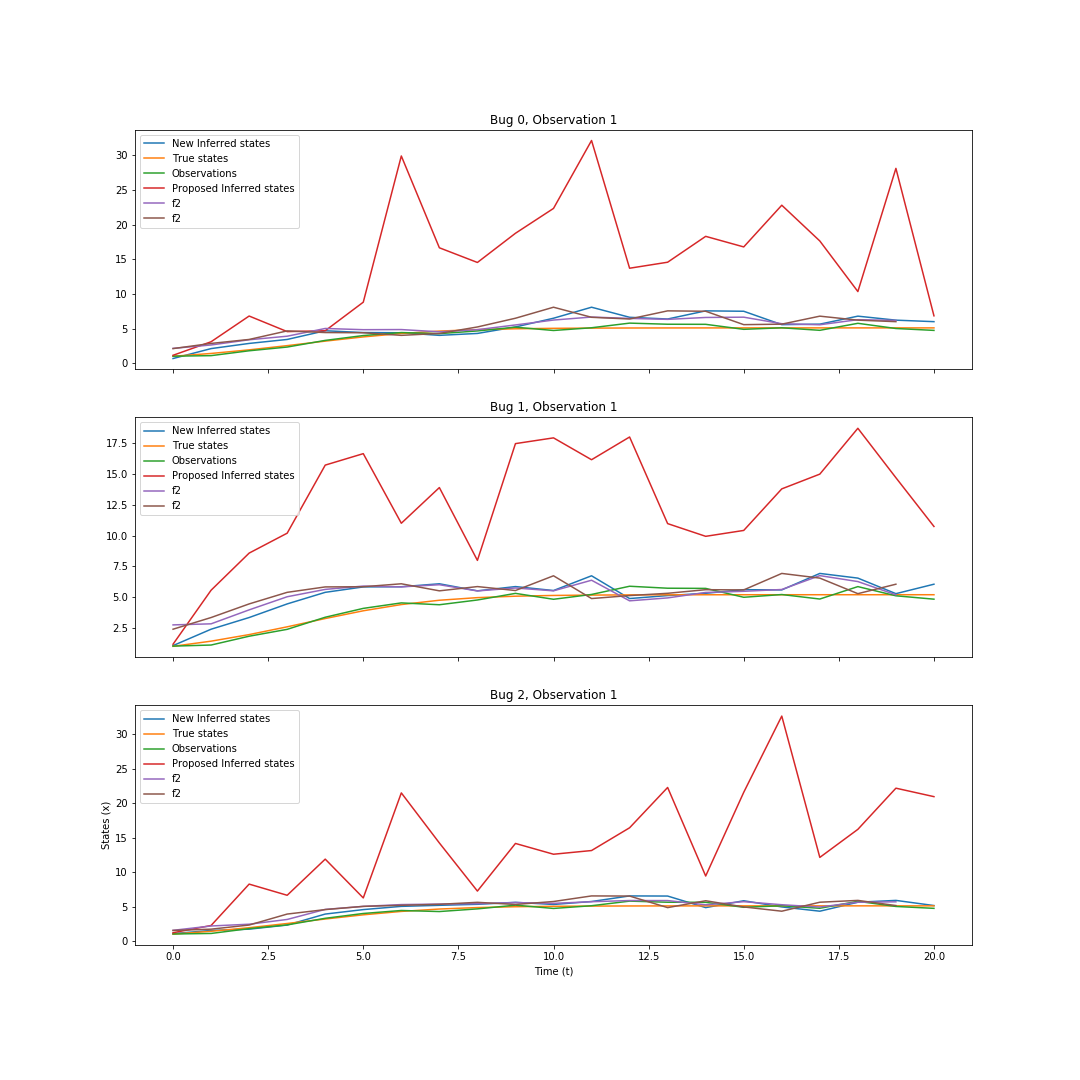 Bug 0, Observation 1
New Inferred states
True states
Observations
Proposed Inferred states
f2
f2
30
25
20
15
10
5
0
Bug 1, Observation 1
New Inferred states
True states
Observations
Proposed Inferred states
f2
f2
17.5
15.0
12.5
10.0
7.5
5.0
2.5
Bug 2, Observation 1
New Inferred states
True states
Observations
Proposed Inferred states
f2
f2
30
25
20
15
10
5
0
States (x)
0.0 2.5 5.0 7.5 10.0 12.5 15.0 17.5 20.0
Time (t)